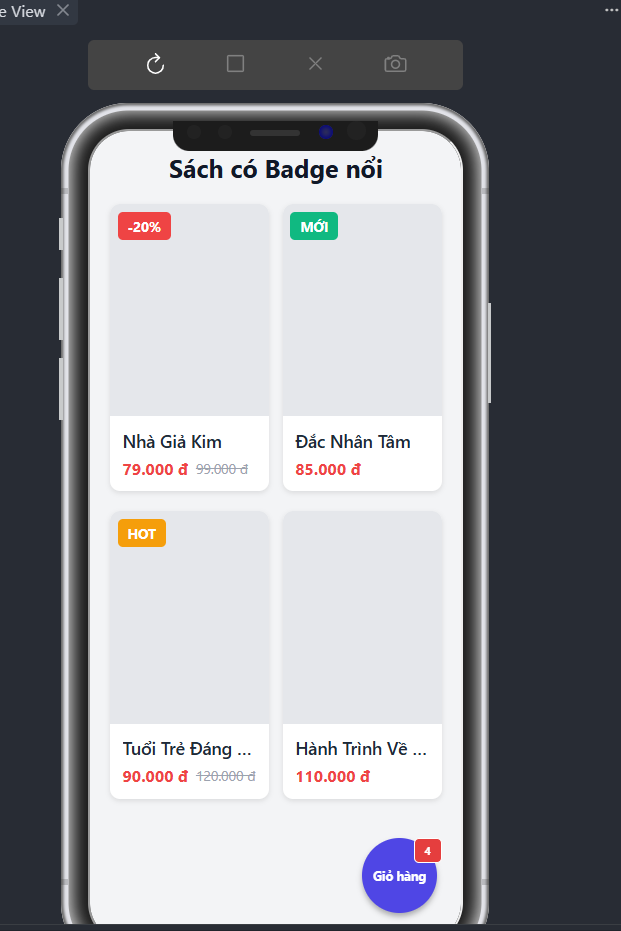 e View
Sách có Badge nổi
-20%
MỚI
Nhà Giả Kim
Đắc Nhân Tâm
79.000 đ 99.000 đ
85.000 đ
HOT
Tuổi Trẻ Đáng ...
Hành Trình Về ...
90.000 đ 120.000 đ
110.000 đ
4
Giỏ hàng